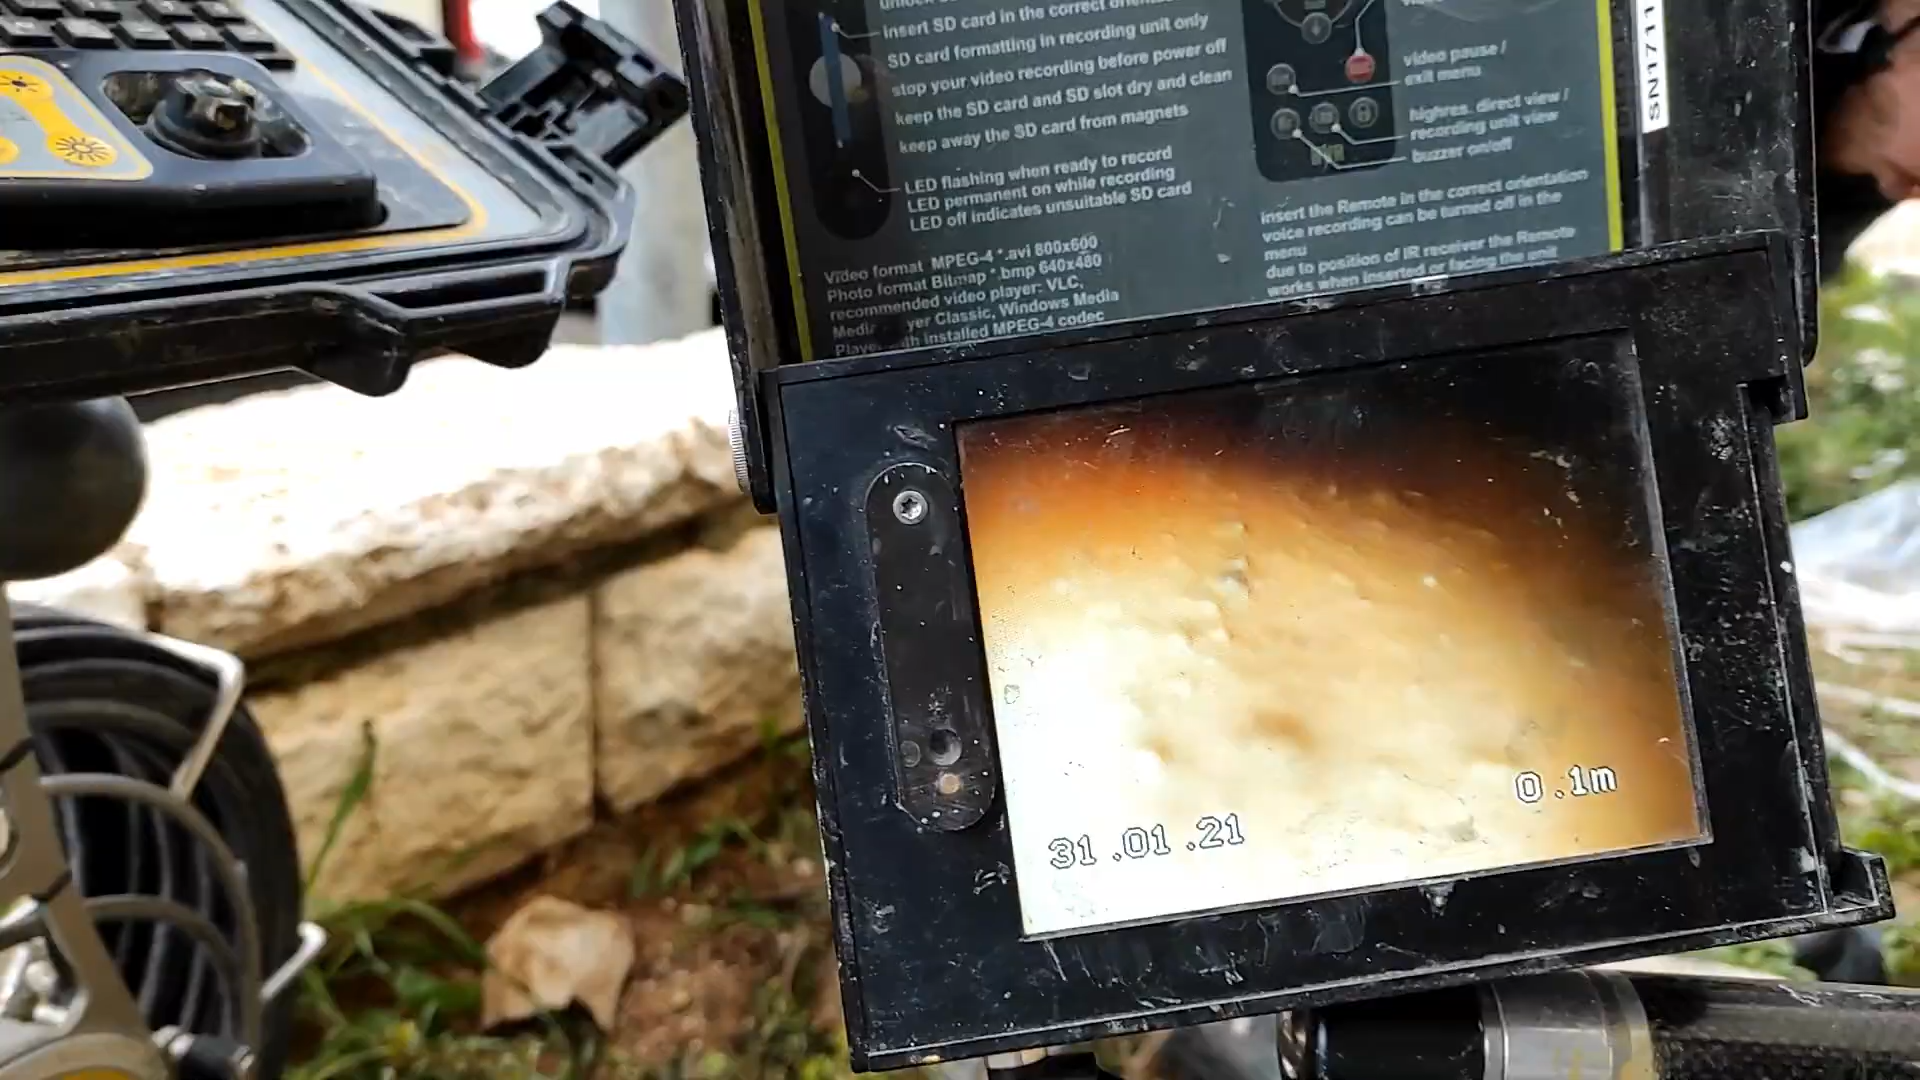 insert SD card in the correct
SD card formatting in recording unit only
stop your video recording before power off
keep the SD card and SD slot dry and clean
keep away the SD card from magnets
LED flashing when ready to record
LED permanent on while recording
LED off indicates unsuitable SD card
Video format MPEG-4 *.avi 800x600
Photo format Bitmap *.bmp 640x480
recommended video player: VLC,
yer Classic, Windows Media
installed MPEG-4 codec
video pause /
exit menu
highres. direct view /
recording unit view
buzzer on/off
insert the Remote in the correct orientation
voice recording can be turned off in the
menu
due to position of IR receiver the Remote
works when inserted or facing the unit
SN1711
0.1m
31.01.21